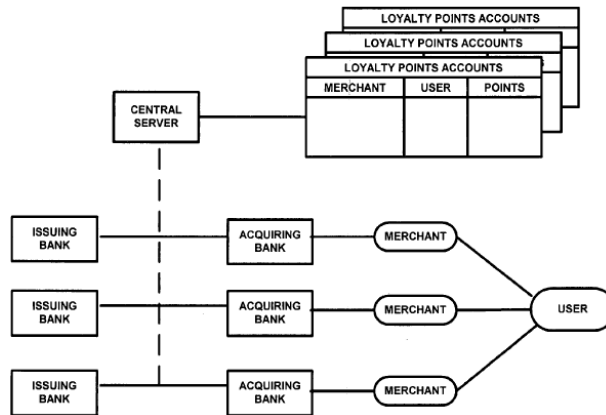 LOYALTY POINTS ACCOUNTS
LOYALTY POINTS ACCOUNTS
LOYALTY POINTS ACCOUNTS
MERCHANT USER POINTS
CENTRAL
SERVER
ISSUING
BANK
ACQUIRING
BANK
MERCHANT
ISSUING
BANK
ACQUIRING
BANK
MERCHANT
USER
ISSUING
BANK
ACQUIRING
BANK
MERCHANT